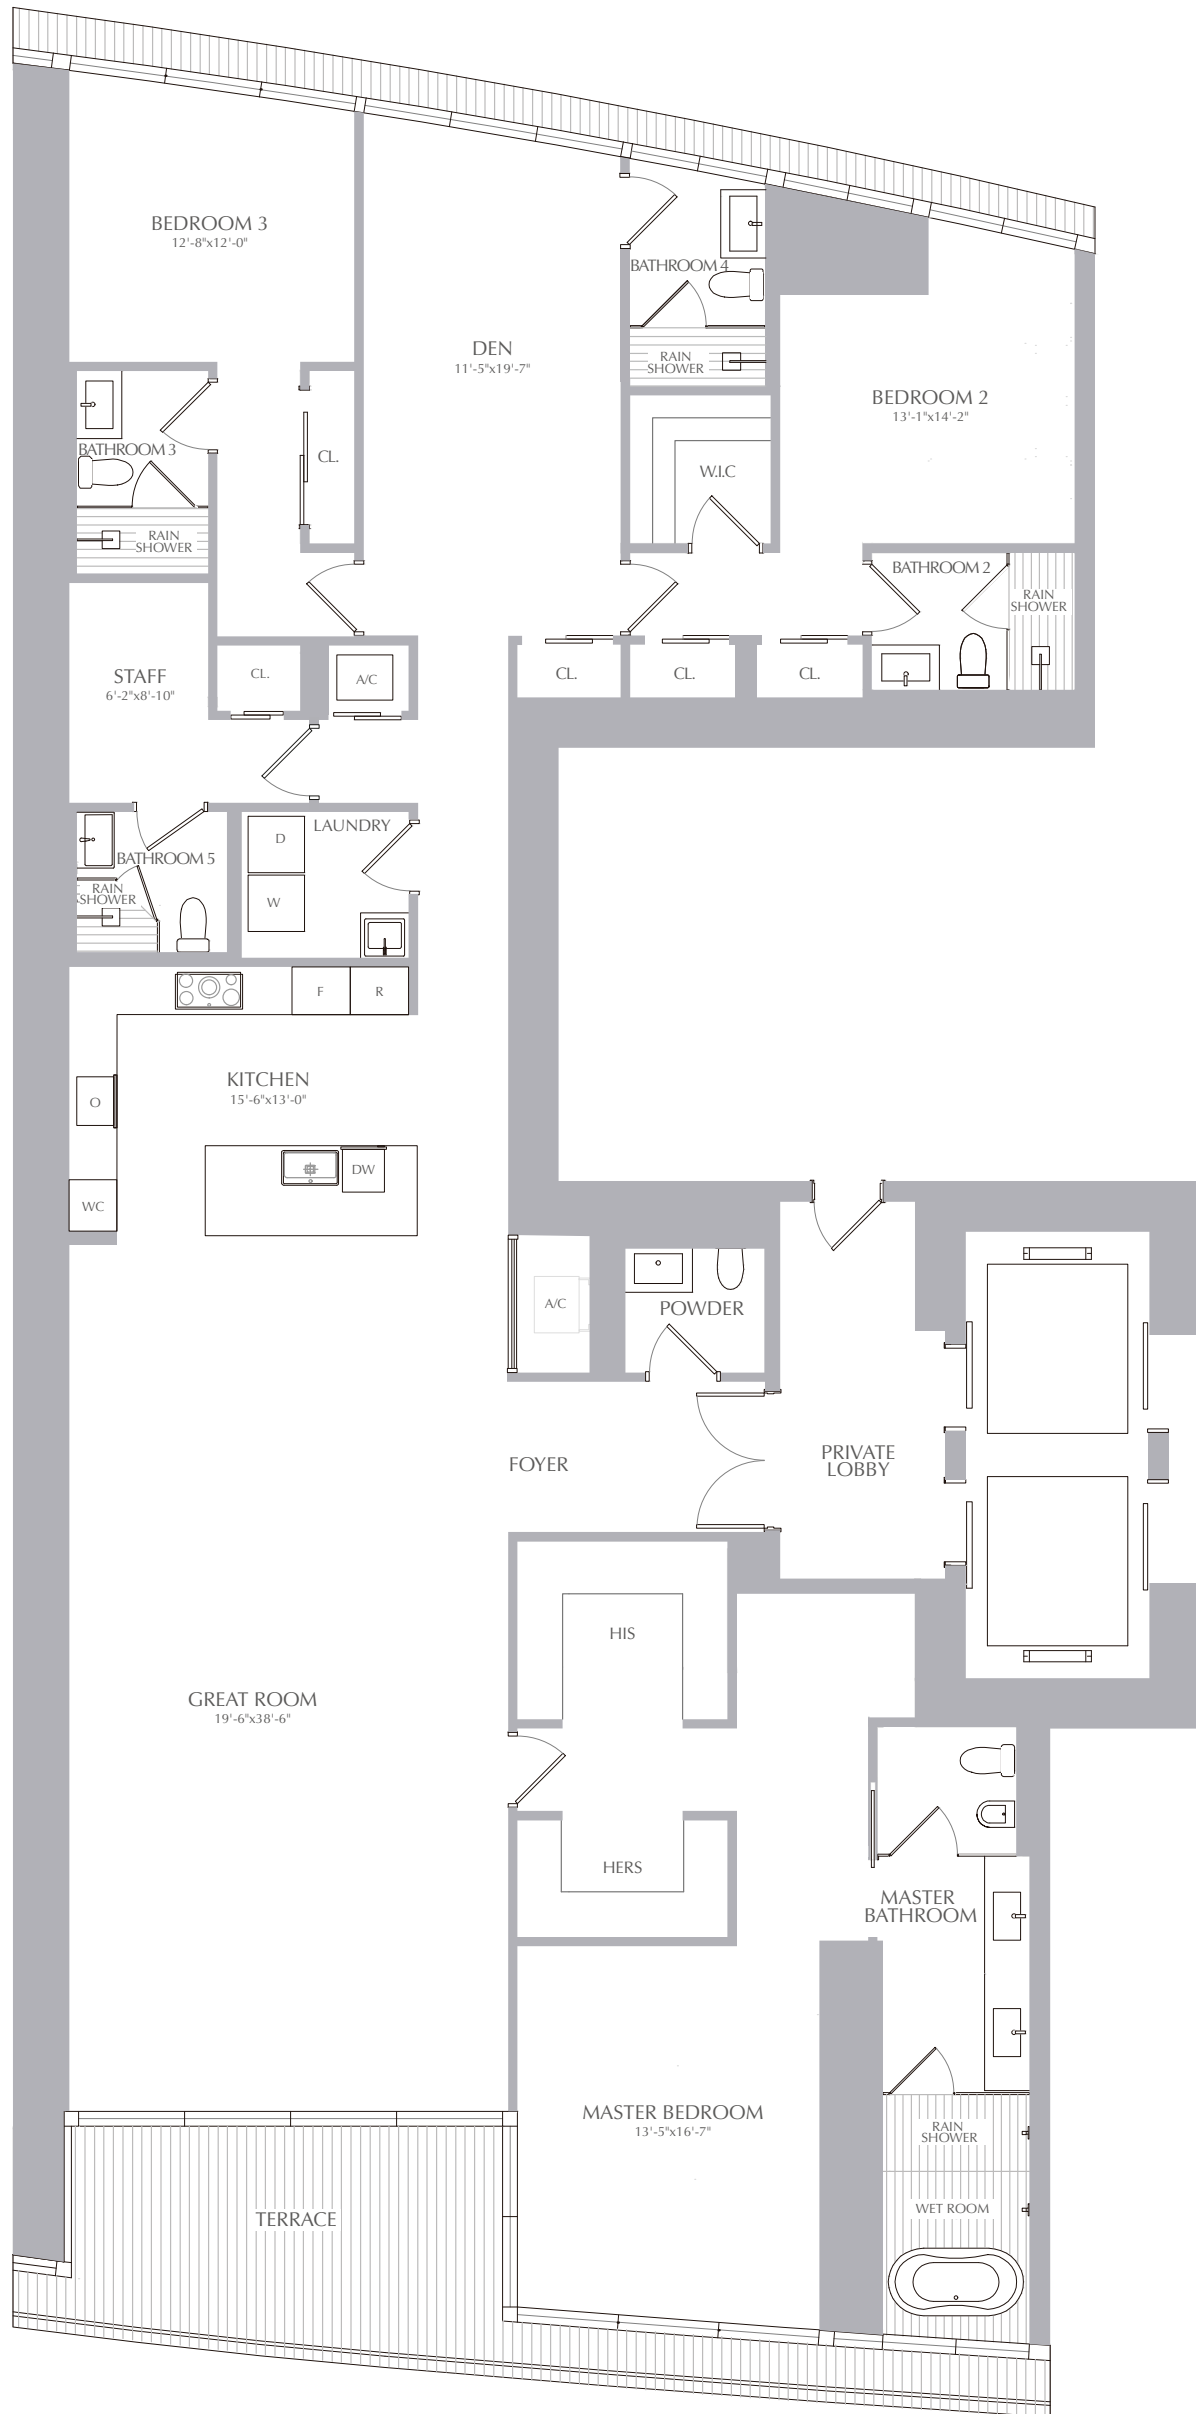 BEDROOM 3
12'-8"x12'-0"
BATHROOM 4
RAIN
SHOWER
DEN
11'-5"x19'-7"
BEDROOM 2
13'-1"x14'-2"
BATHROOM 3
CL.
W.I.C
RAIN
SHOWER
BATHROOM 2
RAIN
SHOWER
STAFF
6'-2"x8'-10"
CL.
A/C
CL.
CL.
CL.
LAUNDRY
D
BATHROOM 5
RAIN
SHOWER
W
F
R
KITCHEN
15'-6"x13'-0"
O
DW
WC
A/C
POWDER
FOYER
PRIVATE
LOBBY
HIS
GREAT ROOM
19'-6"x38'-6"
HERS
MASTER
BATHROOM
MASTER BEDROOM
13'-5"x16'-7"
RAIN
SHOWER
WET ROOM
TERRACE